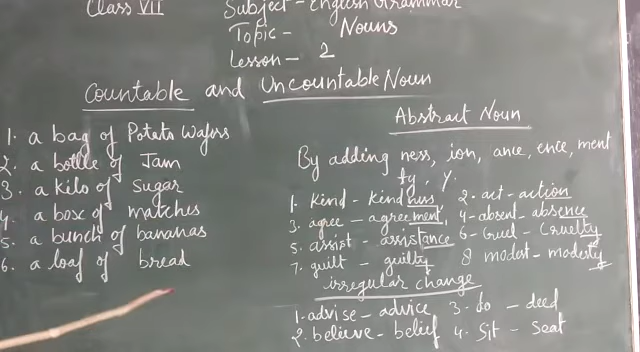 Class VII
Subject - English Grammar
Topic - Nouns
Lesson - 2
Countable and Uncountable Noun
1. a bag of Potato Wafers
2. a bottle of Jam
3. a kilo of Sugar
4. a box of matches
5. a bunch of bananas
6. a loaf of bread
Abstract Noun
By adding ness, ion, ance, ence, ment
ty, y.
1. Kind - kindness 2. act - action
3. agree - agreement 4. absent - absence
5. assist - assistance 6. Cruel - Cruelty
7. guilt - guilty 8 modest - modesty
irregular change
1. advise - advice 3. do - deed
2. believe - belief 4. Sit - Seat